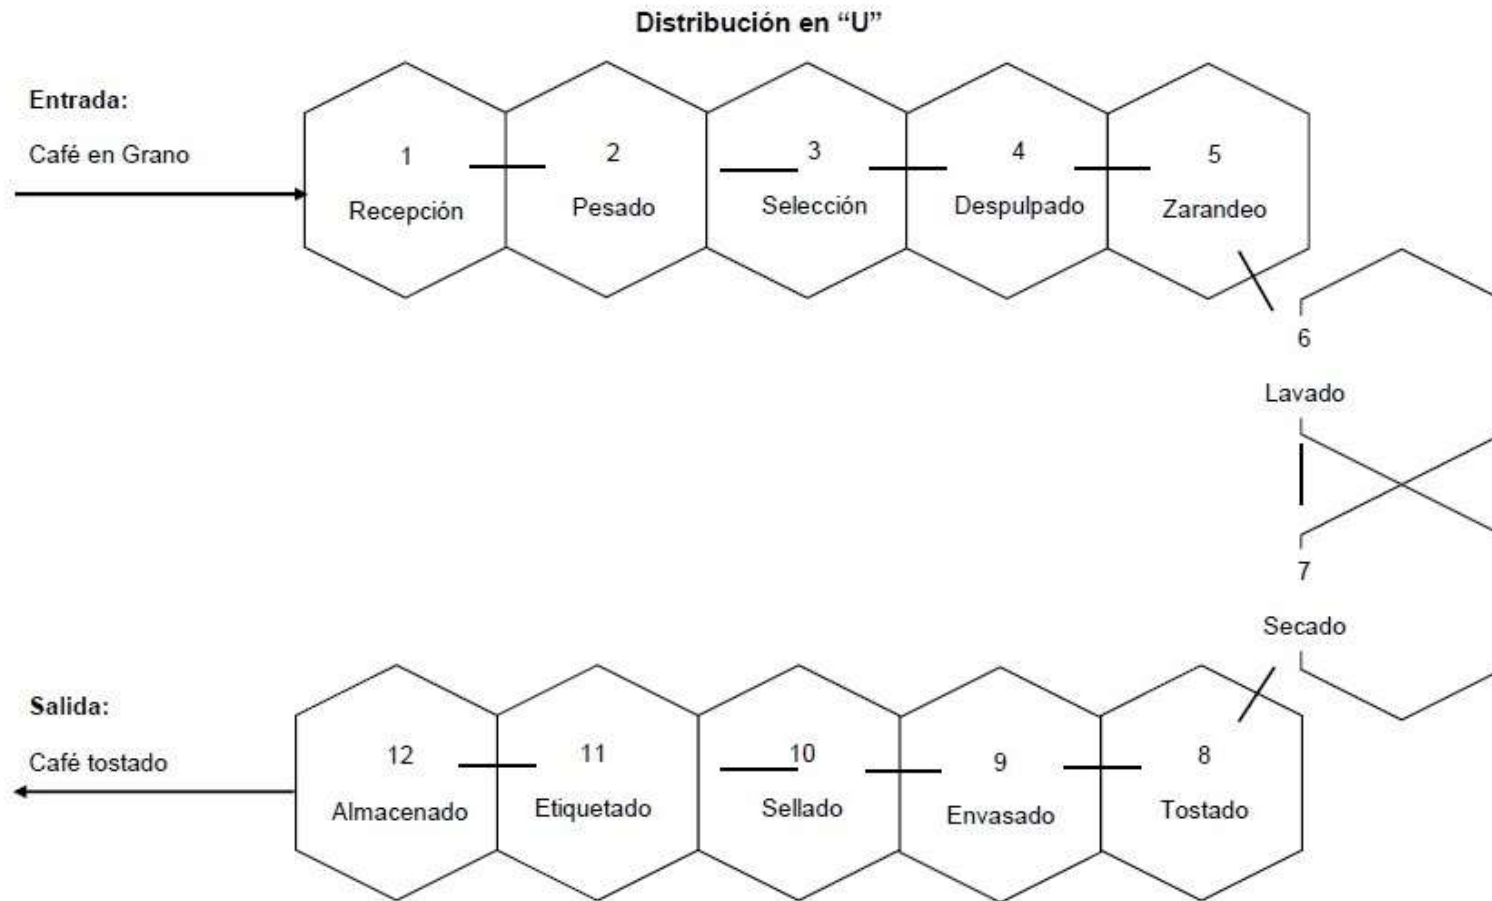 Distribución en “U”
Entrada:
Café en Grano
1
Recepción
2
Pesado
3
Selección
4
Despulpado
5
Zarandeo
6
Lavado
7
Secado
8
Tostado
9
Envasado
10
Sellado
11
Etiquetado
12
Almacenado
Salida:
Café tostado